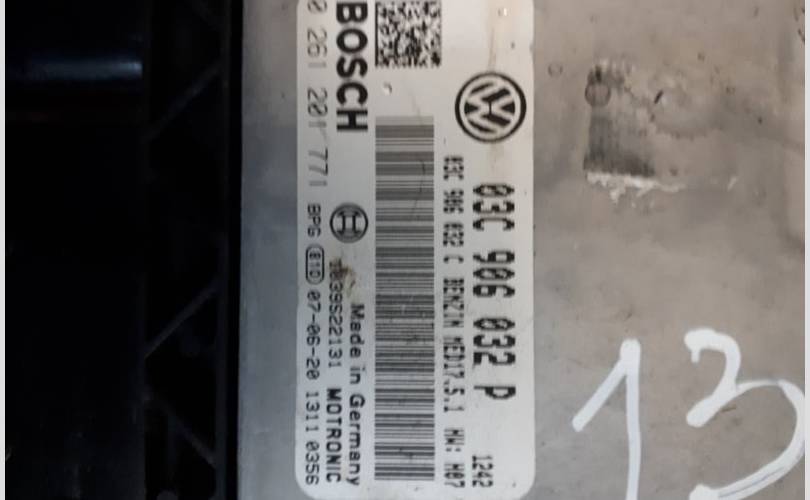 03C 906 032 P 1242
03C 906 032 C BENZIN MED17.5.1 HW: H07
BOSCH
Made in Germany
1039S22131 MOTRONIC
0 261 201 771 BPG 81D 07-06-20 1311 0356
13